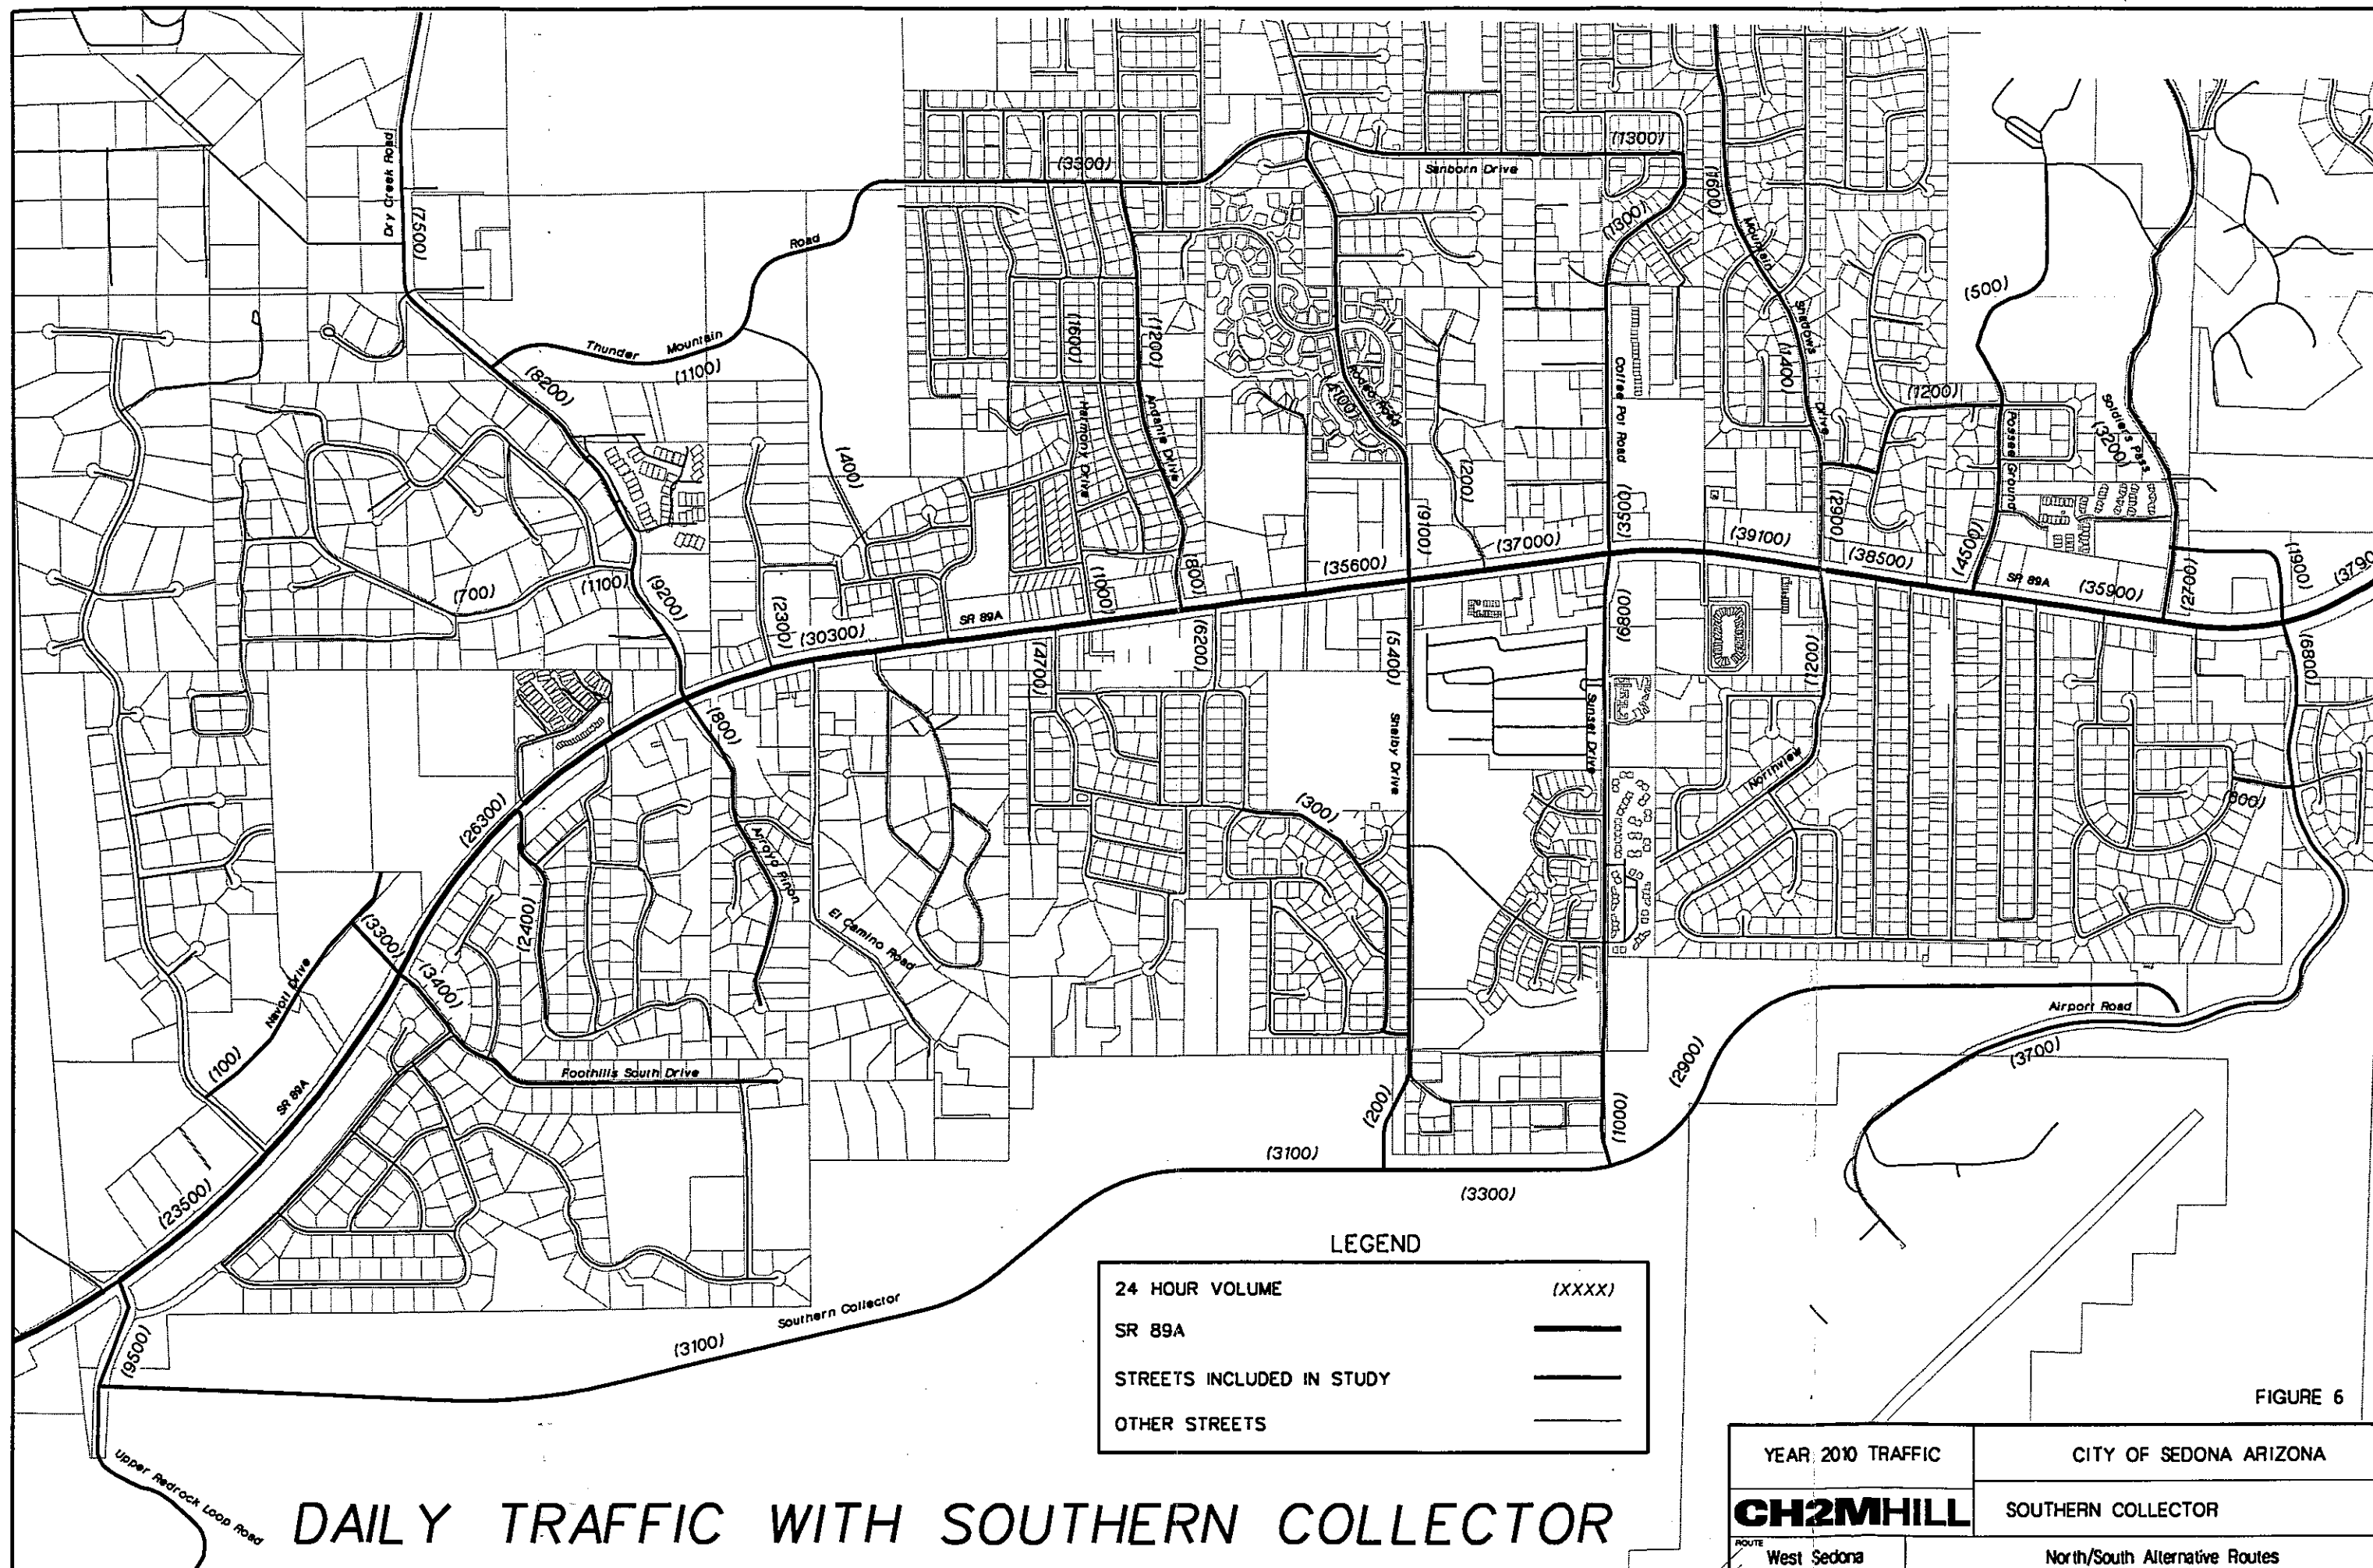 Dry Creek Road
(7500)
(8200)
Thunder Mountain Road
(1100)
(3300)
Sanborn Drive
(1300)
(1300)
(1600)
Mountain Shadows Drive
(1400)
(500)
(1200)
Posse Ground
Soldiers Pass
(3200)
(1600)
(1200)
Harmony Drive
Andante Drive
Rodeo Road
(4100)
Coffee Pot Road
(3500)
(400)
(200)
(9100)
(2900)
(4500)
(2700)
(1900)
(700)
(1100)
(9200)
(2300)
(30300)
SR 89A
(1000)
(800)
(35600)
(37000)
(39100)
(38500)
SR 89A
(35900)
(3790
(4700)
(6200)
(5400)
Shelby Drive
(6800)
Sunset Drive
(1200)
Northview
(6800)
(800)
(800)
Arroyo Pinon
El Camino Road
(300)
(26300)
(2400)
(3300)
(3400)
Navoti Drive
(100)
SR 89A
Foothills South Drive
(23500)
(200)
(1000)
(2900)
Airport Road
(3700)
(3100)
(3300)
(9500)
(3100)
Southern Collector
Upper Redrock Loop Road
LEGEND
24 HOUR VOLUME (XXXX)
SR 89A
STREETS INCLUDED IN STUDY
OTHER STREETS
FIGURE 6
YEAR 2010 TRAFFIC
CITY OF SEDONA ARIZONA
CH2MHILL
SOUTHERN COLLECTOR
ROUTE
West Sedona
North/South Alternative Routes
DAILY TRAFFIC WITH SOUTHERN COLLECTOR